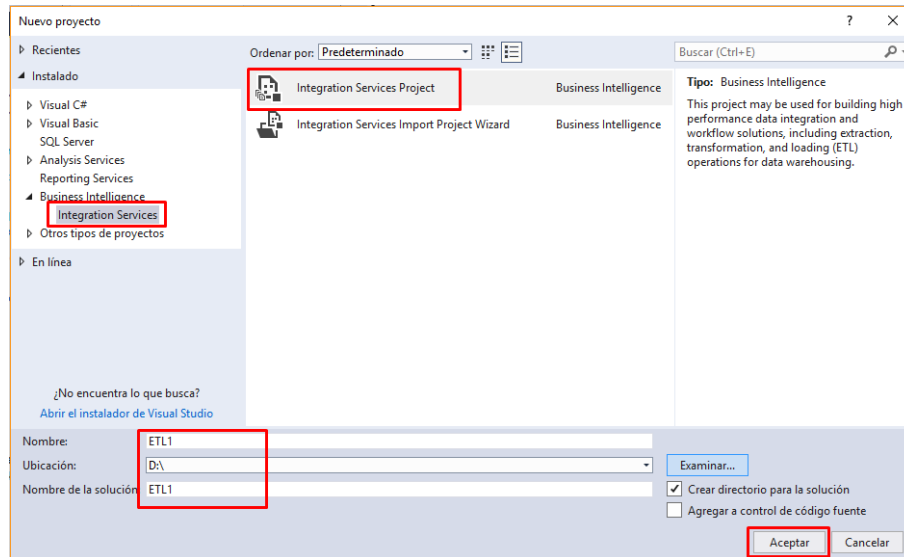 Nuevo proyecto
?
Recientes
Instalado
Visual C#
Visual Basic
SQL Server
Analysis Services
Reporting Services
Business Intelligence
Integration Services
Otros tipos de proyectos
En línea
¿No encuentra lo que busca?
Abrir el instalador de Visual Studio
Ordenar por: Predeterminado
Integration Services Project Business Intelligence
Integration Services Import Project Wizard Business Intelligence
Buscar (Ctrl+E)
Tipo: Business Intelligence
This project may be used for building high
performance data integration and
workflow solutions, including extraction,
transformation, and loading (ETL)
operations for data warehousing.
Nombre: ETL1
Ubicación: D:\
Nombre de la solución ETL1
Examinar...
Crear directorio para la solución
Agregar a control de código fuente
Aceptar Cancelar